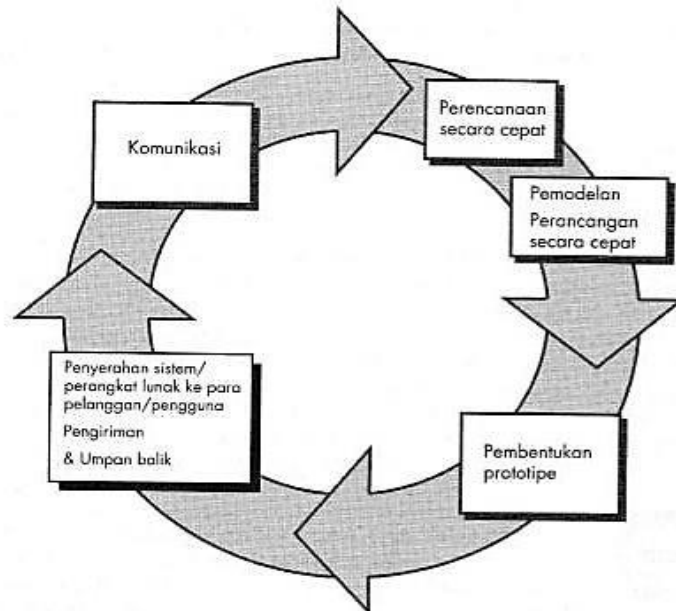 Komunikasi
Perencanaan
secara cepat
Pemodelan
Perancangan
secara cepat
Pembentukan
prototipe
Penyerahan sistem/
perangkat lunak ke para
pelanggan/pengguna
Pengiriman
& Umpan balik